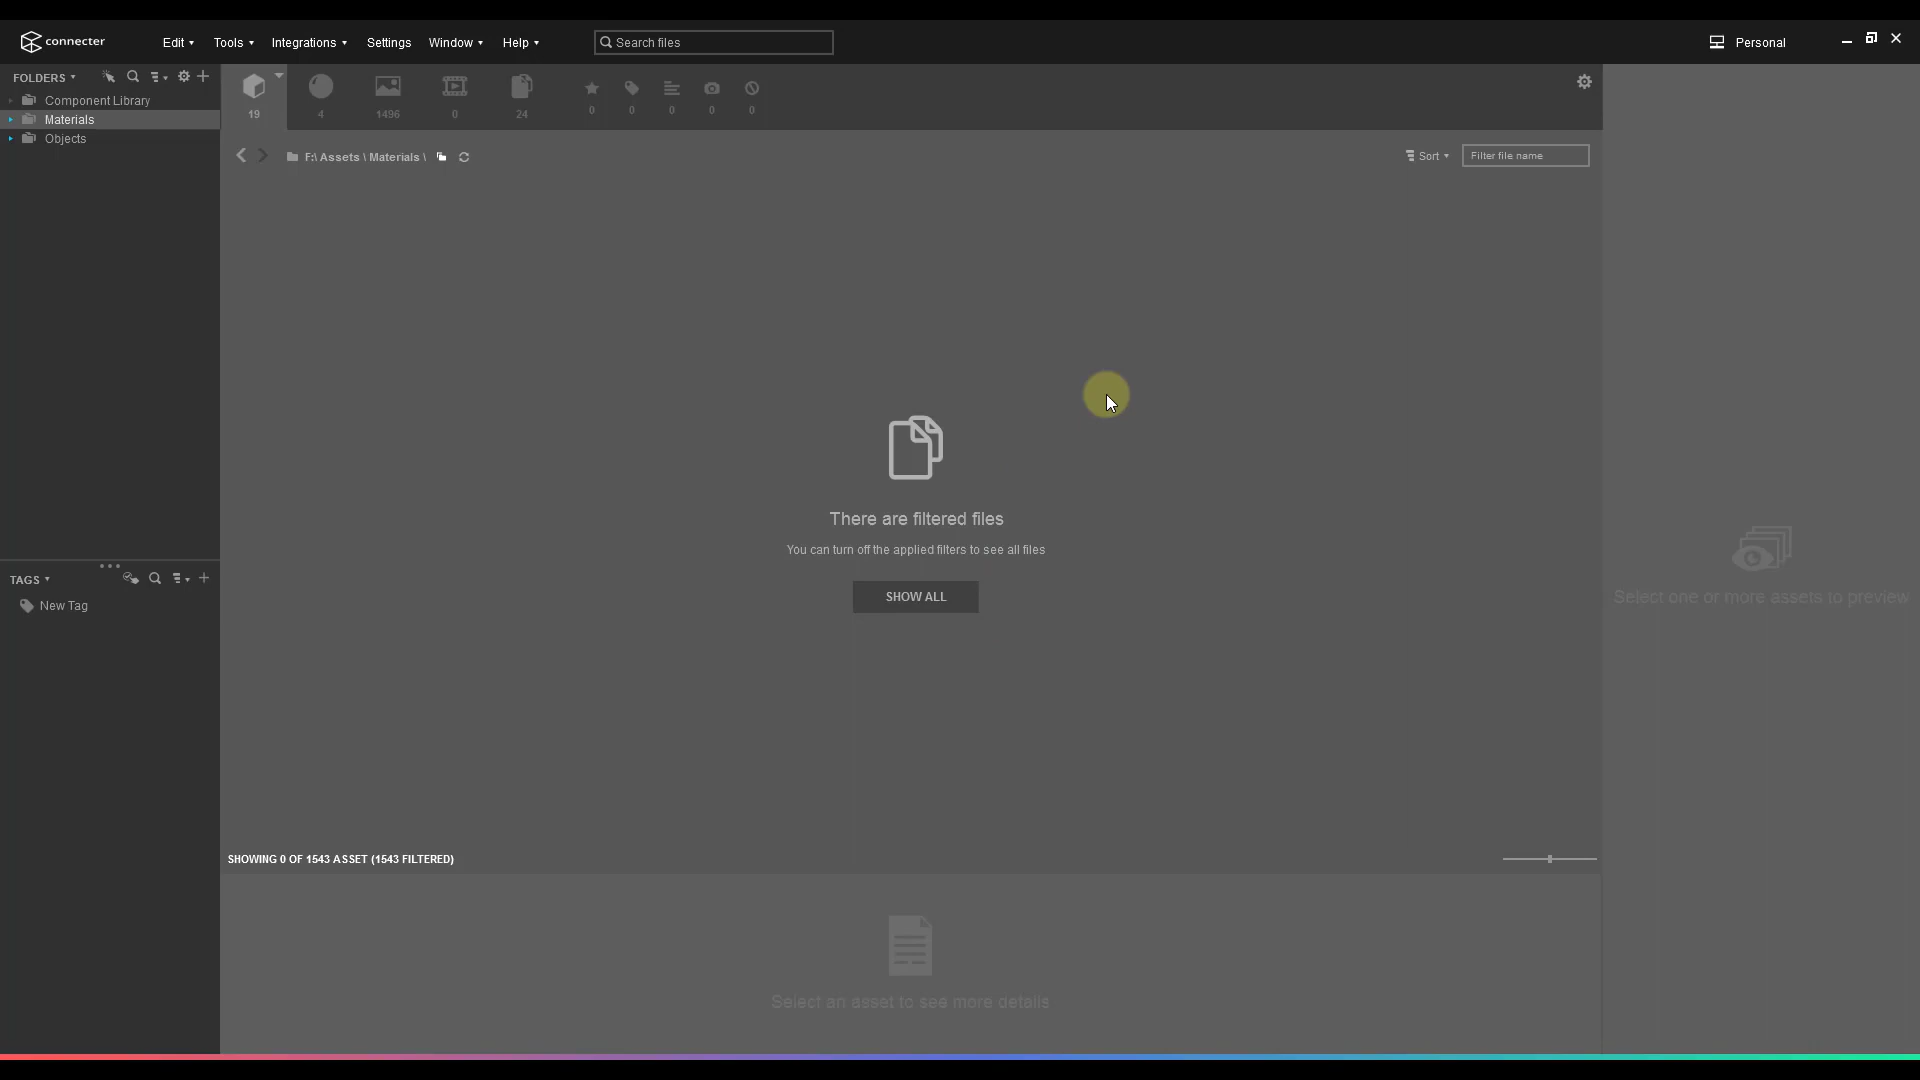 connecter
Edit Tools Integrations Settings Window Help
Search files
Personal
FOLDERS
Component Library
Materials
Objects
19 4 1496 0 24 0 0 0 0 0
F:\ Assets \ Materials \
Sort
Filter file name
There are filtered files
You can turn off the applied filters to see all files
SHOW ALL
Select one or more assets to preview
TAGS
New Tag
SHOWING 0 OF 1543 ASSET (1543 FILTERED)
Select an asset to see more details